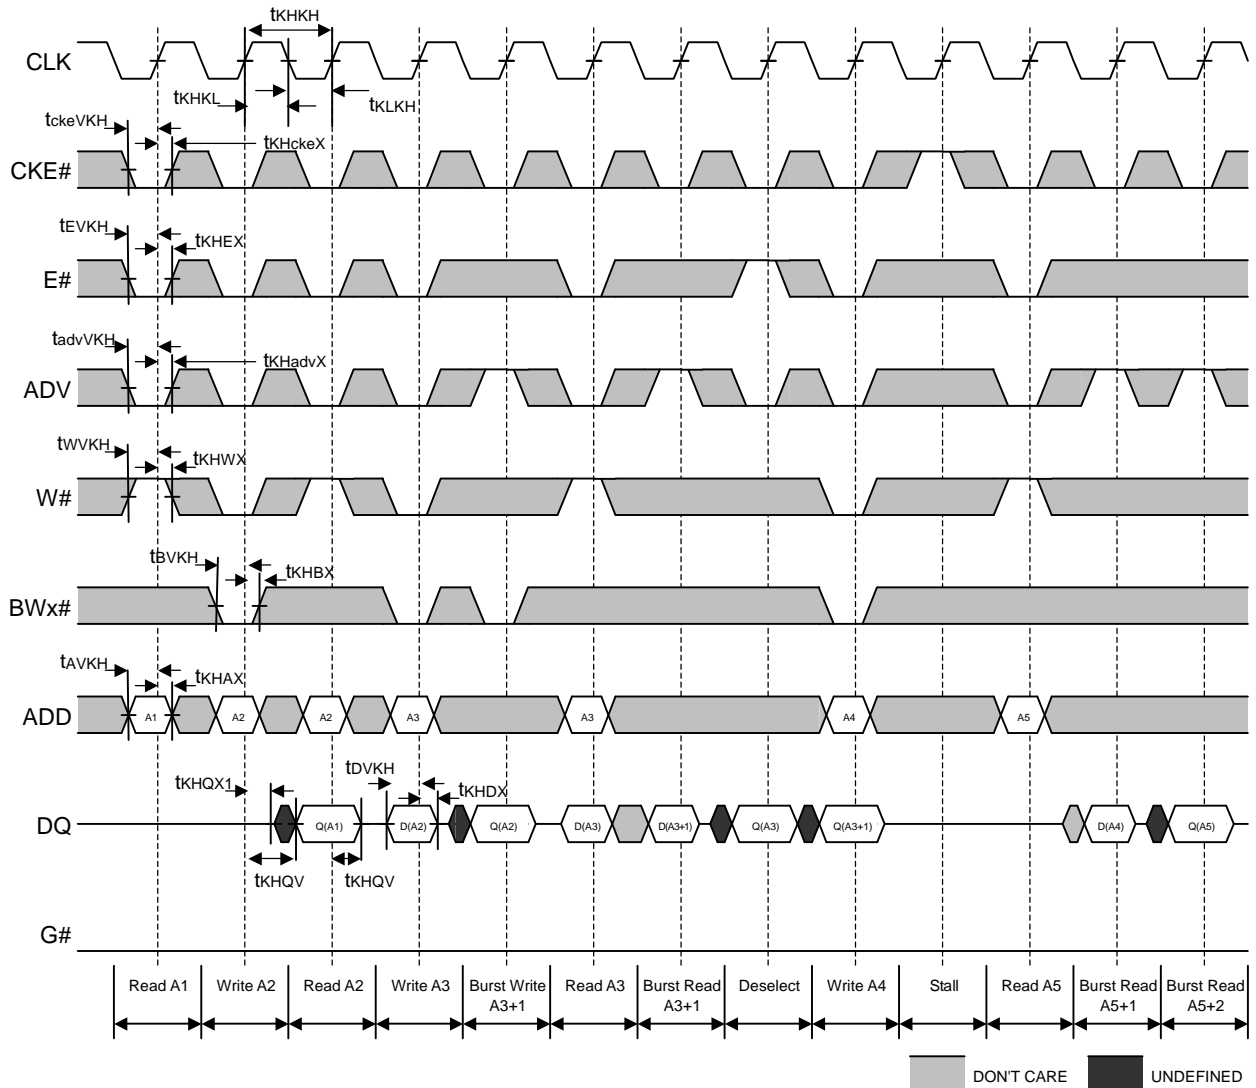 tKHKH
CLK
tKHKL
tKLKH
tckeVKH
tKHckeX
CKE#
tEVKH
tKHEX
E#
tadvVKH
tKHadvX
ADV
tWVKH
tKHWX
W#
tBVKH
tKHBX
BWx#
tAVKH
tKHAX
ADD A1 A2 A2 A3 A3 A4 A5
tKHQX1 tDVKH
tKHDX
DQ Q(A1) D(A2) Q(A2) D(A3) D(A3+1) Q(A3) Q(A3+1) D(A4) Q(A5)
tKHQV tKHQV
G#
Read A1 Write A2 Read A2 Write A3 Burst Write Read A3 Burst Read Deselect Write A4 Stall Read A5 Burst Read Burst Read
A3+1 A3+1 A5+1 A5+2
DON'T CARE UNDEFINED